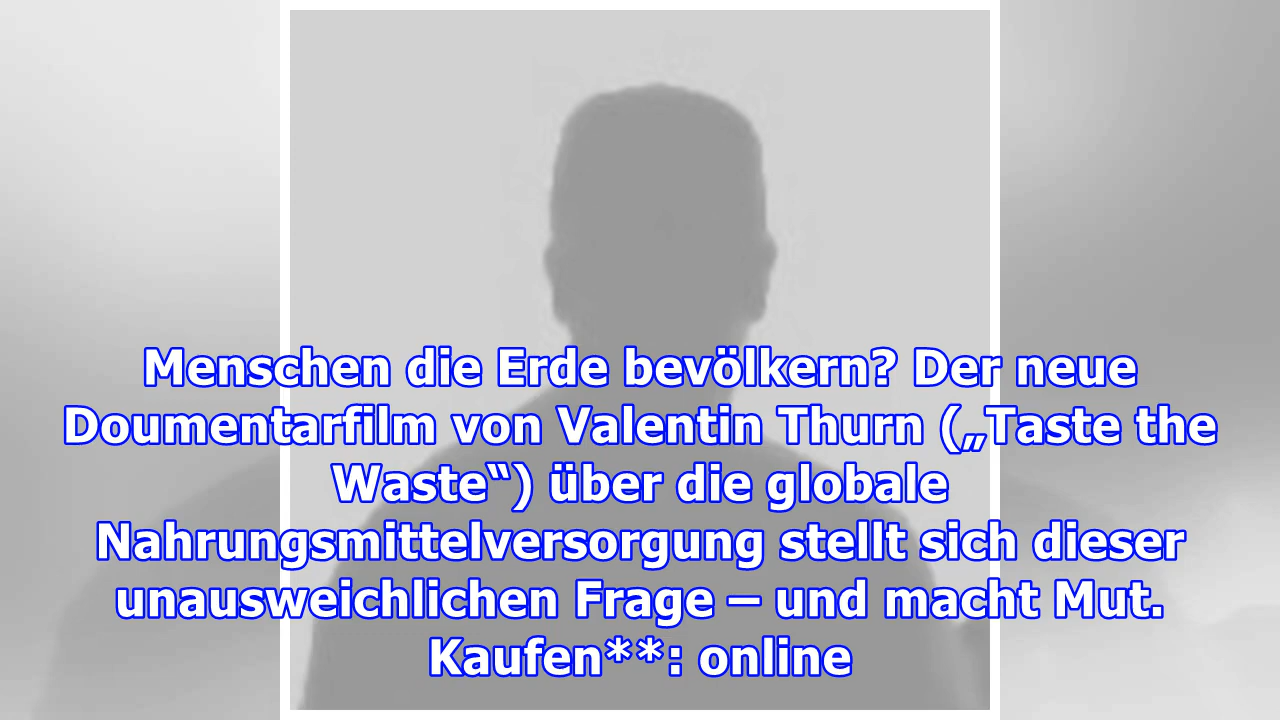 Menschen die Erde bevölkern? Der neue
Doumentarfilm von Valentin Thurn („Taste the
Waste“) über die globale
Nahrungsmittelversorgung stellt sich dieser
unausweichlichen Frage – und macht Mut.
Kaufen**: online